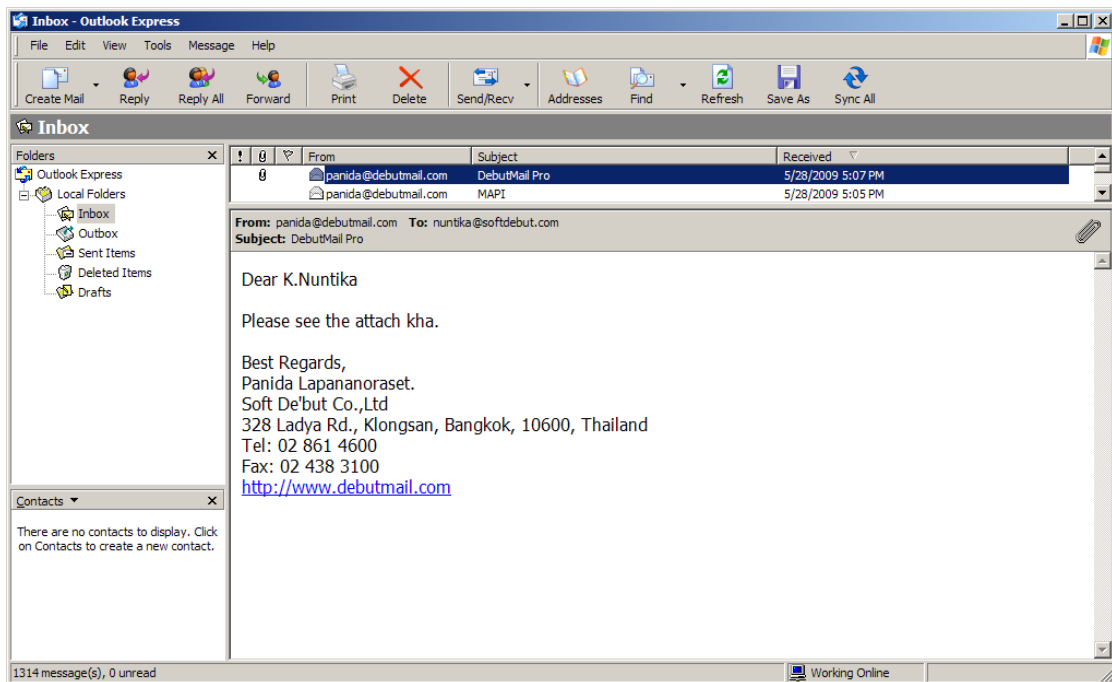 Inbox - Outlook Express
File Edit View Tools Message Help
Create Mail Reply Reply All Forward Print Delete Send/Recv Addresses Find Refresh Save As Sync All
Inbox
Folders
Outlook Express
Local Folders
Inbox
Outbox
Sent Items
Deleted Items
Drafts
Contacts
There are no contacts to display. Click
on Contacts to create a new contact.
! From Subject Received
panida@debutmail.com DebutMail Pro 5/28/2009 5:07 PM
panida@debutmail.com MAPI 5/28/2009 5:05 PM
From: panida@debutmail.com To: nuntika@softdebut.com
Subject: DebutMail Pro
Dear K.Nuntika
Please see the attach kha.
Best Regards,
Panida Lapananoraset.
Soft De'but Co.,Ltd
328 Ladya Rd., Klongsan, Bangkok, 10600, Thailand
Tel: 02 861 4600
Fax: 02 438 3100
http://www.debutmail.com
1314 message(s), 0 unread Working Online